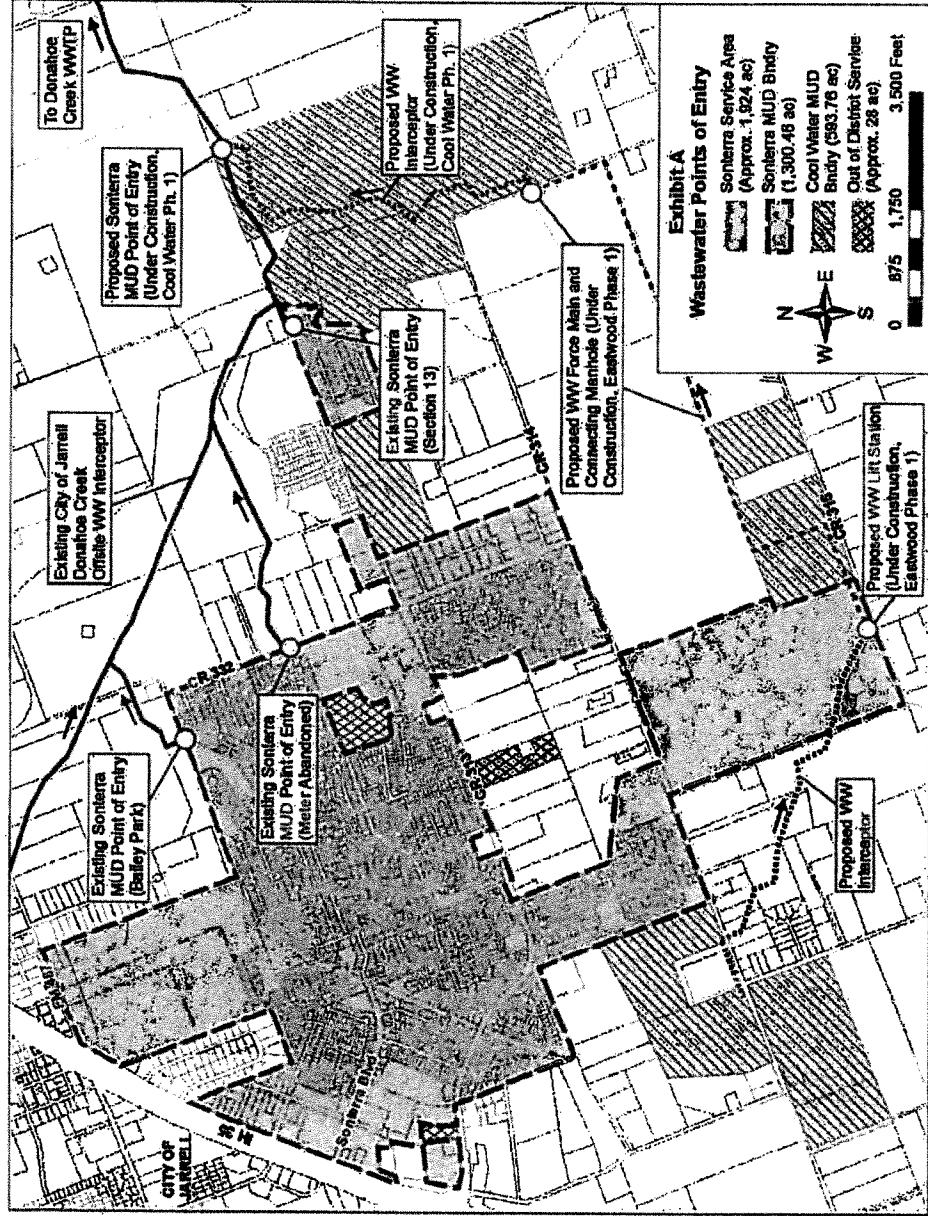 To Donahoe
Creek WWTP
Proposed Sonterra
MUD Point of Entry
(Under Construction,
Cool Water Ph. 1)
Existing City of Jarrell
Donahoe Creek
Offsite WW Interceptor
Existing Sonterra
MUD Point of Entry
(Bailey Park)
Existing Sonterra
MUD Point of Entry
(Meter Abandoned)
Existing Sonterra
MUD Point of Entry
(Section 13)
Proposed WW
Interceptor
(Under Construction,
Cool Water Ph. 1)
Proposed WW Force Main and
Connecting Manhole (Under
Construction, Eastwood Phase 1)
Proposed WW Lift Station
(Under Construction,
Eastwood Phase 1)
Proposed WW
Interceptor
CITY OF
JARRELL
IH 35
Sonterra Blvd
CR 332
CR 313
CR 314
CR 315
Exhibit A
Wastewater Points of Entry
N
W
E
S
Sonterra Service Area
(Approx. 1,924 ac)
Sonterra MUD Bndry
(1,300.46 ac)
Cool Water MUD
Bndry (593.76 ac)
Out of District Service
(Approx. 28 ac)
0 875 1,750 3,500 Feet